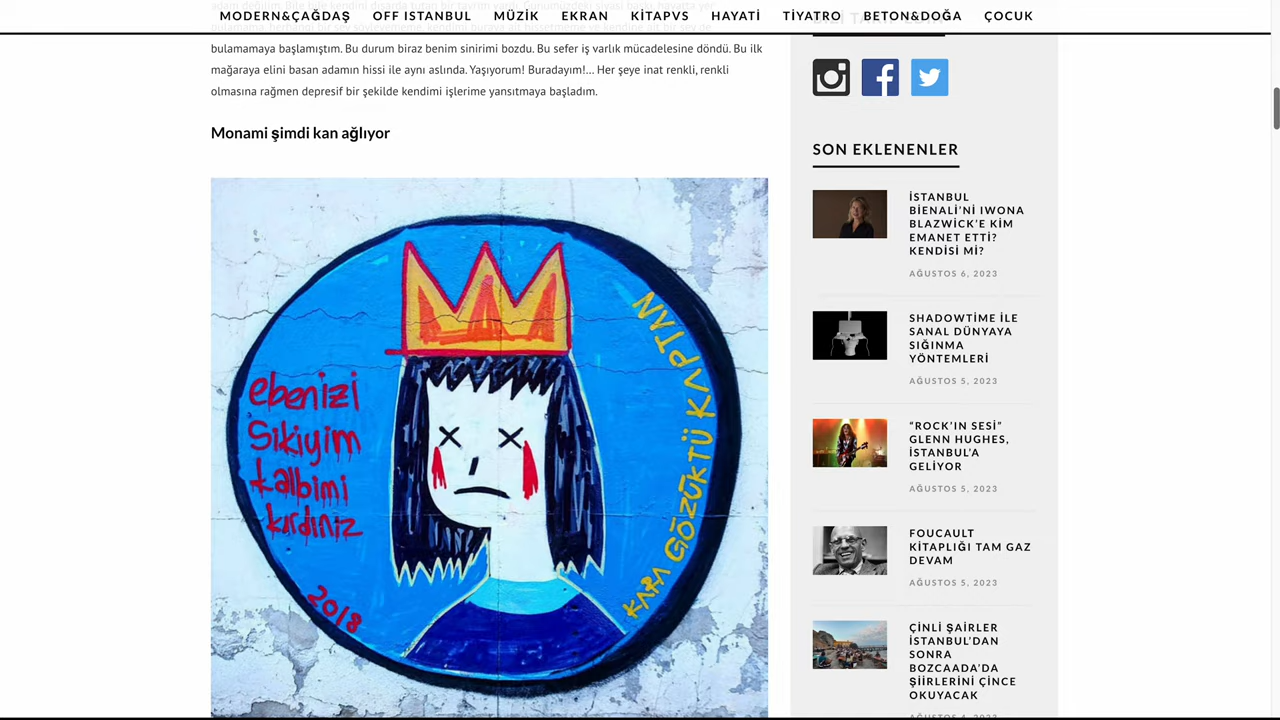 MODERN&ÇAĞDAŞ OFF ISTANBUL MÜZİK EKRAN KİTAPVS HAYATİ TİYATRO BETON&DOĞA ÇOCUK
bulamamaya başlamıştım. Bu durum biraz benim sinirimi bozdu. Bu sefer iş varlık mücadelesine döndü. Bu ilk
mağaraya elini basan adamın hissi ile aynı aslında. Yaşıyorum! Buradayım!... Her şeye inat renkli, renkli
olmasına rağmen depresif bir şekilde kendimi işlerime yansıtmaya başladım.
Monami şimdi kan ağlıyor
ebenizi
sikiyim
kalbimi
kırdınız
2018
KARA GÖZÜKTÜ KAPTAN
SON EKLENENLER
İSTANBUL
BİENALİ'Nİ IWONA
BLAZWİCK'E KİM
EMANET ETTİ?
KENDİSİ Mİ?
AĞUSTOS 6, 2023
SHADOWTİME İLE
SANAL DÜNYAYA
SIĞINMA
YÖNTEMLERİ
AĞUSTOS 5, 2023
"ROCK'IN SESİ"
GLENN HUGHES,
İSTANBUL'A
GELİYOR
AĞUSTOS 5, 2023
FOUCAULT
KİTAPLIĞI TAM GAZ
DEVAM
AĞUSTOS 5, 2023
ÇİNLİ ŞAİRLER
İSTANBUL'DAN
SONRA
BOZCAADA'DA
ŞİİRLERİNİ ÇİNCE
OKUYACAK